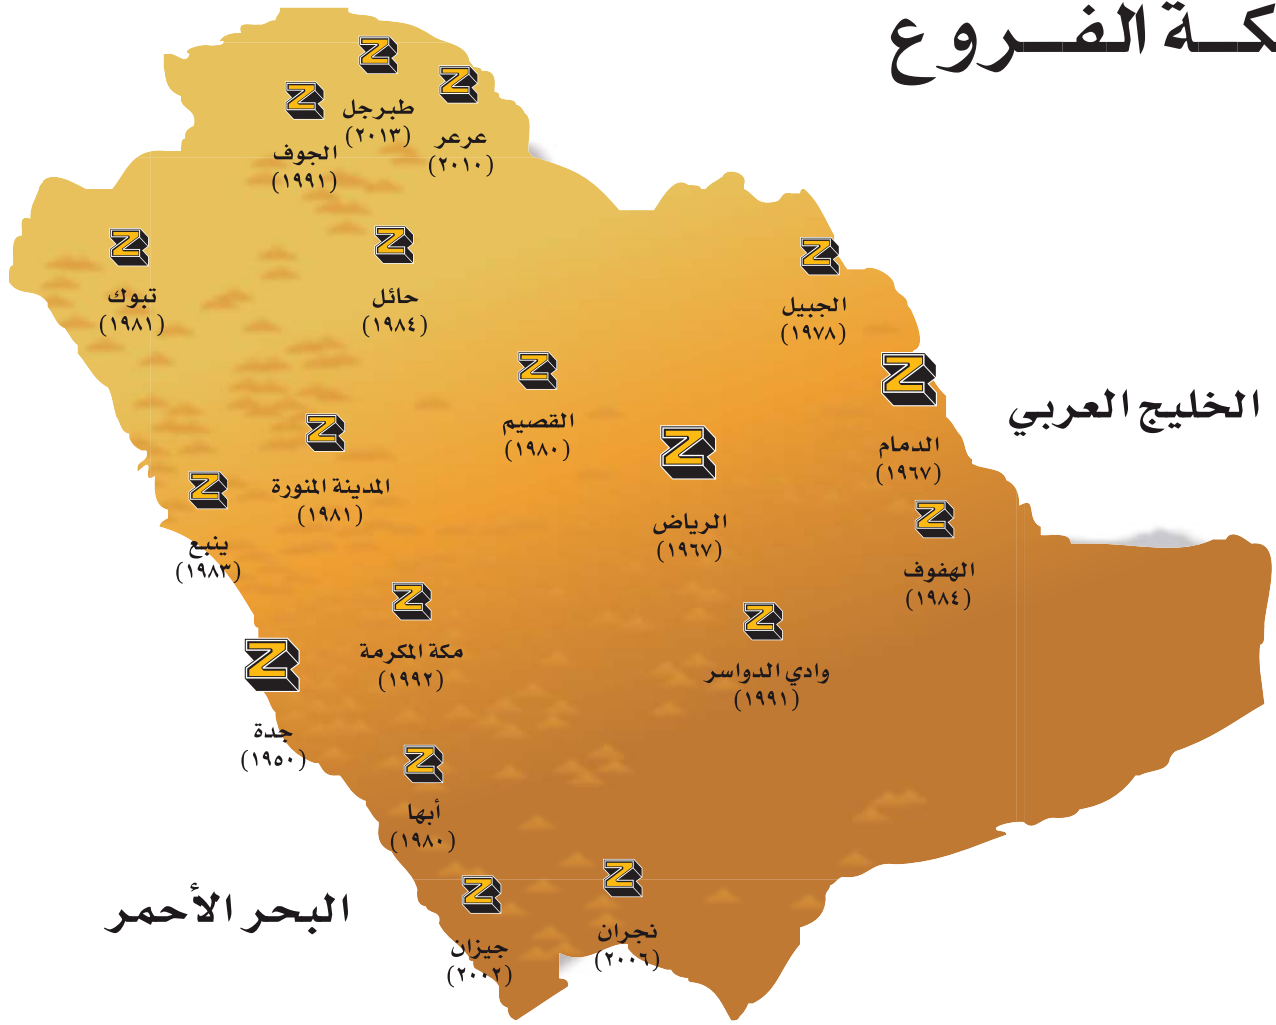 كـة الفـروع
طبرجل
(٢٠١٣)
عرعر
(٢٠١٠)
الجوف
(١٩٩١)
تبوك
(١٩٨١)
حائل
(١٩٨٤)
الجبيل
(١٩٧٨)
القصيم
(١٩٨٠)
الدمام
(١٩٦٧)
الخليج العربي
المدينة المنورة
(١٩٨١)
الرياض
(١٩٦٧)
ينبع
(١٩٨٣)
الهفوف
(١٩٨٤)
مكة المكرمة
(١٩٩٢)
وادي الدواسر
(١٩٩١)
جدة
(١٩٥٠)
أبها
(١٩٨٠)
البحر الأحمر
جيزان
(٢٠٠٢)
نجران
(٢٠٠٦)